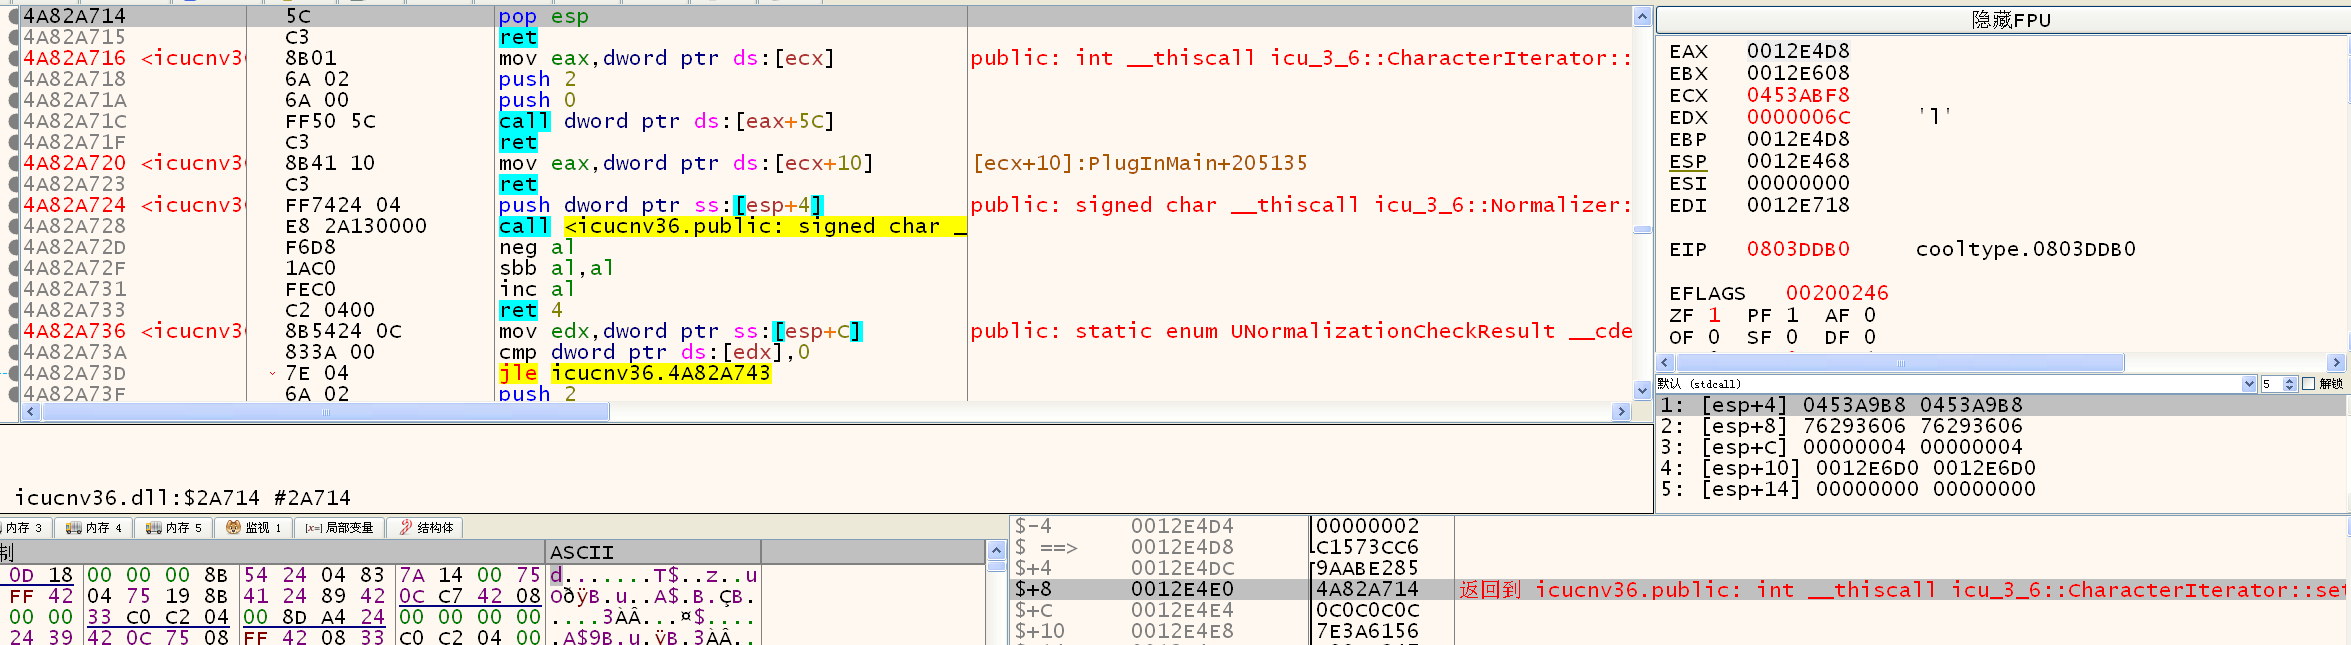 4A82A714 5C pop esp
4A82A715 C3 ret
4A82A716 <icucnv3 8B01 mov eax,dword ptr ds:[ecx] public: int __thiscall icu_3_6::CharacterIterator::
4A82A718 6A 02 push 2
4A82A71A 6A 00 push 0
4A82A71C FF50 5C call dword ptr ds:[eax+5C]
4A82A71F C3 ret
4A82A720 <icucnv3 8B41 10 mov eax,dword ptr ds:[ecx+10] [ecx+10]:PlugInMain+205135
4A82A723 C3 ret
4A82A724 <icucnv3 FF7424 04 push dword ptr ss:[esp+4] public: signed char __thiscall icu_3_6::Normalizer:
4A82A728 E8 2A130000 call <icucnv36.public: signed char _
4A82A72D F6D8 neg al
4A82A72F 1AC0 sbb al,al
4A82A731 FEC0 inc al
4A82A733 C2 0400 ret 4
4A82A736 <icucnv3 8B5424 0C mov edx,dword ptr ss:[esp+C] public: static enum UNormalizationCheckResult __cde
4A82A73A 833A 00 cmp dword ptr ds:[edx],0
4A82A73D 7E 04 jle icucnv36.4A82A743
4A82A73F 6A 02 push 2
icucnv36.dll:$2A714 #2A714
隐藏FPU
EAX 0012E4D8
EBX 0012E608
ECX 0453ABF8
EDX 0000006C 'l'
EBP 0012E4D8
ESP 0012E468
ESI 00000000
EDI 0012E718
EIP 0803DDB0 cooltype.0803DDB0
EFLAGS 00200246
ZF 1 PF 1 AF 0
OF 0 SF 0 DF 0
默认 (stdcall) 5 解锁
1: [esp+4] 0453A9B8 0453A9B8
2: [esp+8] 76293606 76293606
3: [esp+C] 00000004 00000004
4: [esp+10] 0012E6D0 0012E6D0
5: [esp+14] 00000000 00000000
内存 3 内存 4 内存 5 监视 1 [x=] 局部变量 结构体
制 ASCII
0D 18 00 00 00 8B 54 24 04 83 7A 14 00 75 d.......T$..z..u
FF 42 04 75 19 8B 41 24 89 42 0C C7 42 08 OðÿB.u..A$.B.ÇB.
00 00 33 C0 C2 04 00 8D A4 24 00 00 00 00 ....3ÀÂ...¤$....
24 39 42 0C 75 08 FF 42 08 33 C0 C2 04 00 .A$9B.u.ÿB.3ÀÂ..
$-4 0012E4D4 00000002
$ ==> 0012E4D8 C1573CC6
$+4 0012E4DC 9AABE285
$+8 0012E4E0 4A82A714 返回到 icucnv36.public: int __thiscall icu_3_6::CharacterIterator::set
$+C 0012E4E4 0C0C0C0C
$+10 0012E4E8 7E3A6156